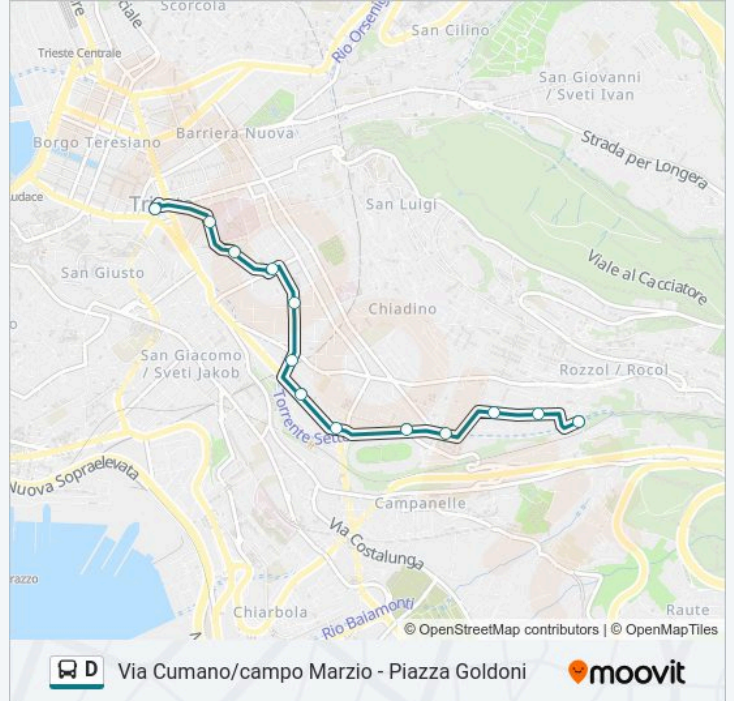 Scorcola
Rio Orsenigo
San Cilino
Trieste Centrale
San Giovanni
/ Sveti Ivan
Borgo Teresiano
Barriera Nuova
Strada per Longera
San Luigi
San Giusto
Viale al Cacciatore
Chiadino
San Giacomo
/ Sveti Jakob
Rozzol / Rocol
Torrente Sette
Nuova Sopraelevata
Campanelle
Via Costalunga
Chiarbola
Rio Baiamonti
Raute
© OpenStreetMap contributors | © OpenMapTiles
D Via Cumano/campo Marzio - Piazza Goldoni
moovit